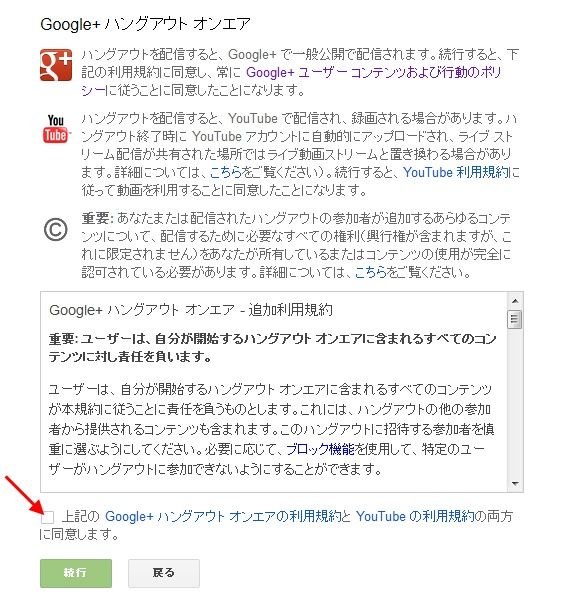 Google+ ハングアウト オンエア
g+
ハングアウトを配信すると、Google+ で一般公開で配信されます。続行すると、下
記の利用規約に同意し、常に Google+ ユーザー コンテンツおよび行動のポリ
シーに従うことに同意したことになります。
You
Tube
ハングアウトを配信すると、YouTube で配信され、録画される場合があります。ハ
ングアウト終了時に YouTube アカウントに自動的にアップロードされ、ライブ スト
リーム配信が共有された場所ではライブ動画ストリームと置き換わる場合があり
ます。詳細については、こちらをご覧ください)。続行すると、YouTube 利用規約に
従って動画を利用することに同意したことになります。
©
重要: あなたまたは配信されたハングアウトの参加者が追加するあらゆるコンテ
ンツについて、配信するために必要なすべての権利(興行権が含まれますが、こ
れに限定されません)をあなたが所有しているまたはコンテンツの使用が完全に
認可されている必要があります。詳細については、こちらをご覧ください。
Google+ ハングアウト オンエア - 追加利用規約
重要: ユーザーは、自分が開始するハングアウト オンエアに含まれるすべてのコン
テンツに対し責任を負います。
ユーザーは、自分が開始するハングアウト オンエアに含まれるすべてのコンテンツ
が本規約に従うことに責任を負うものとします。これには、ハングアウトの他の参加
者から提供されるコンテンツも含まれます。このハングアウトに招待する参加者を慎
重に選ぶようにしてください。必要に応じて、ブロック機能を使用して、特定のユー
ザーがハングアウトに参加できないようにすることができます。
上記の Google+ ハングアウト オンエアの利用規約と YouTube の利用規約の両方
に同意します。
続行
戻る